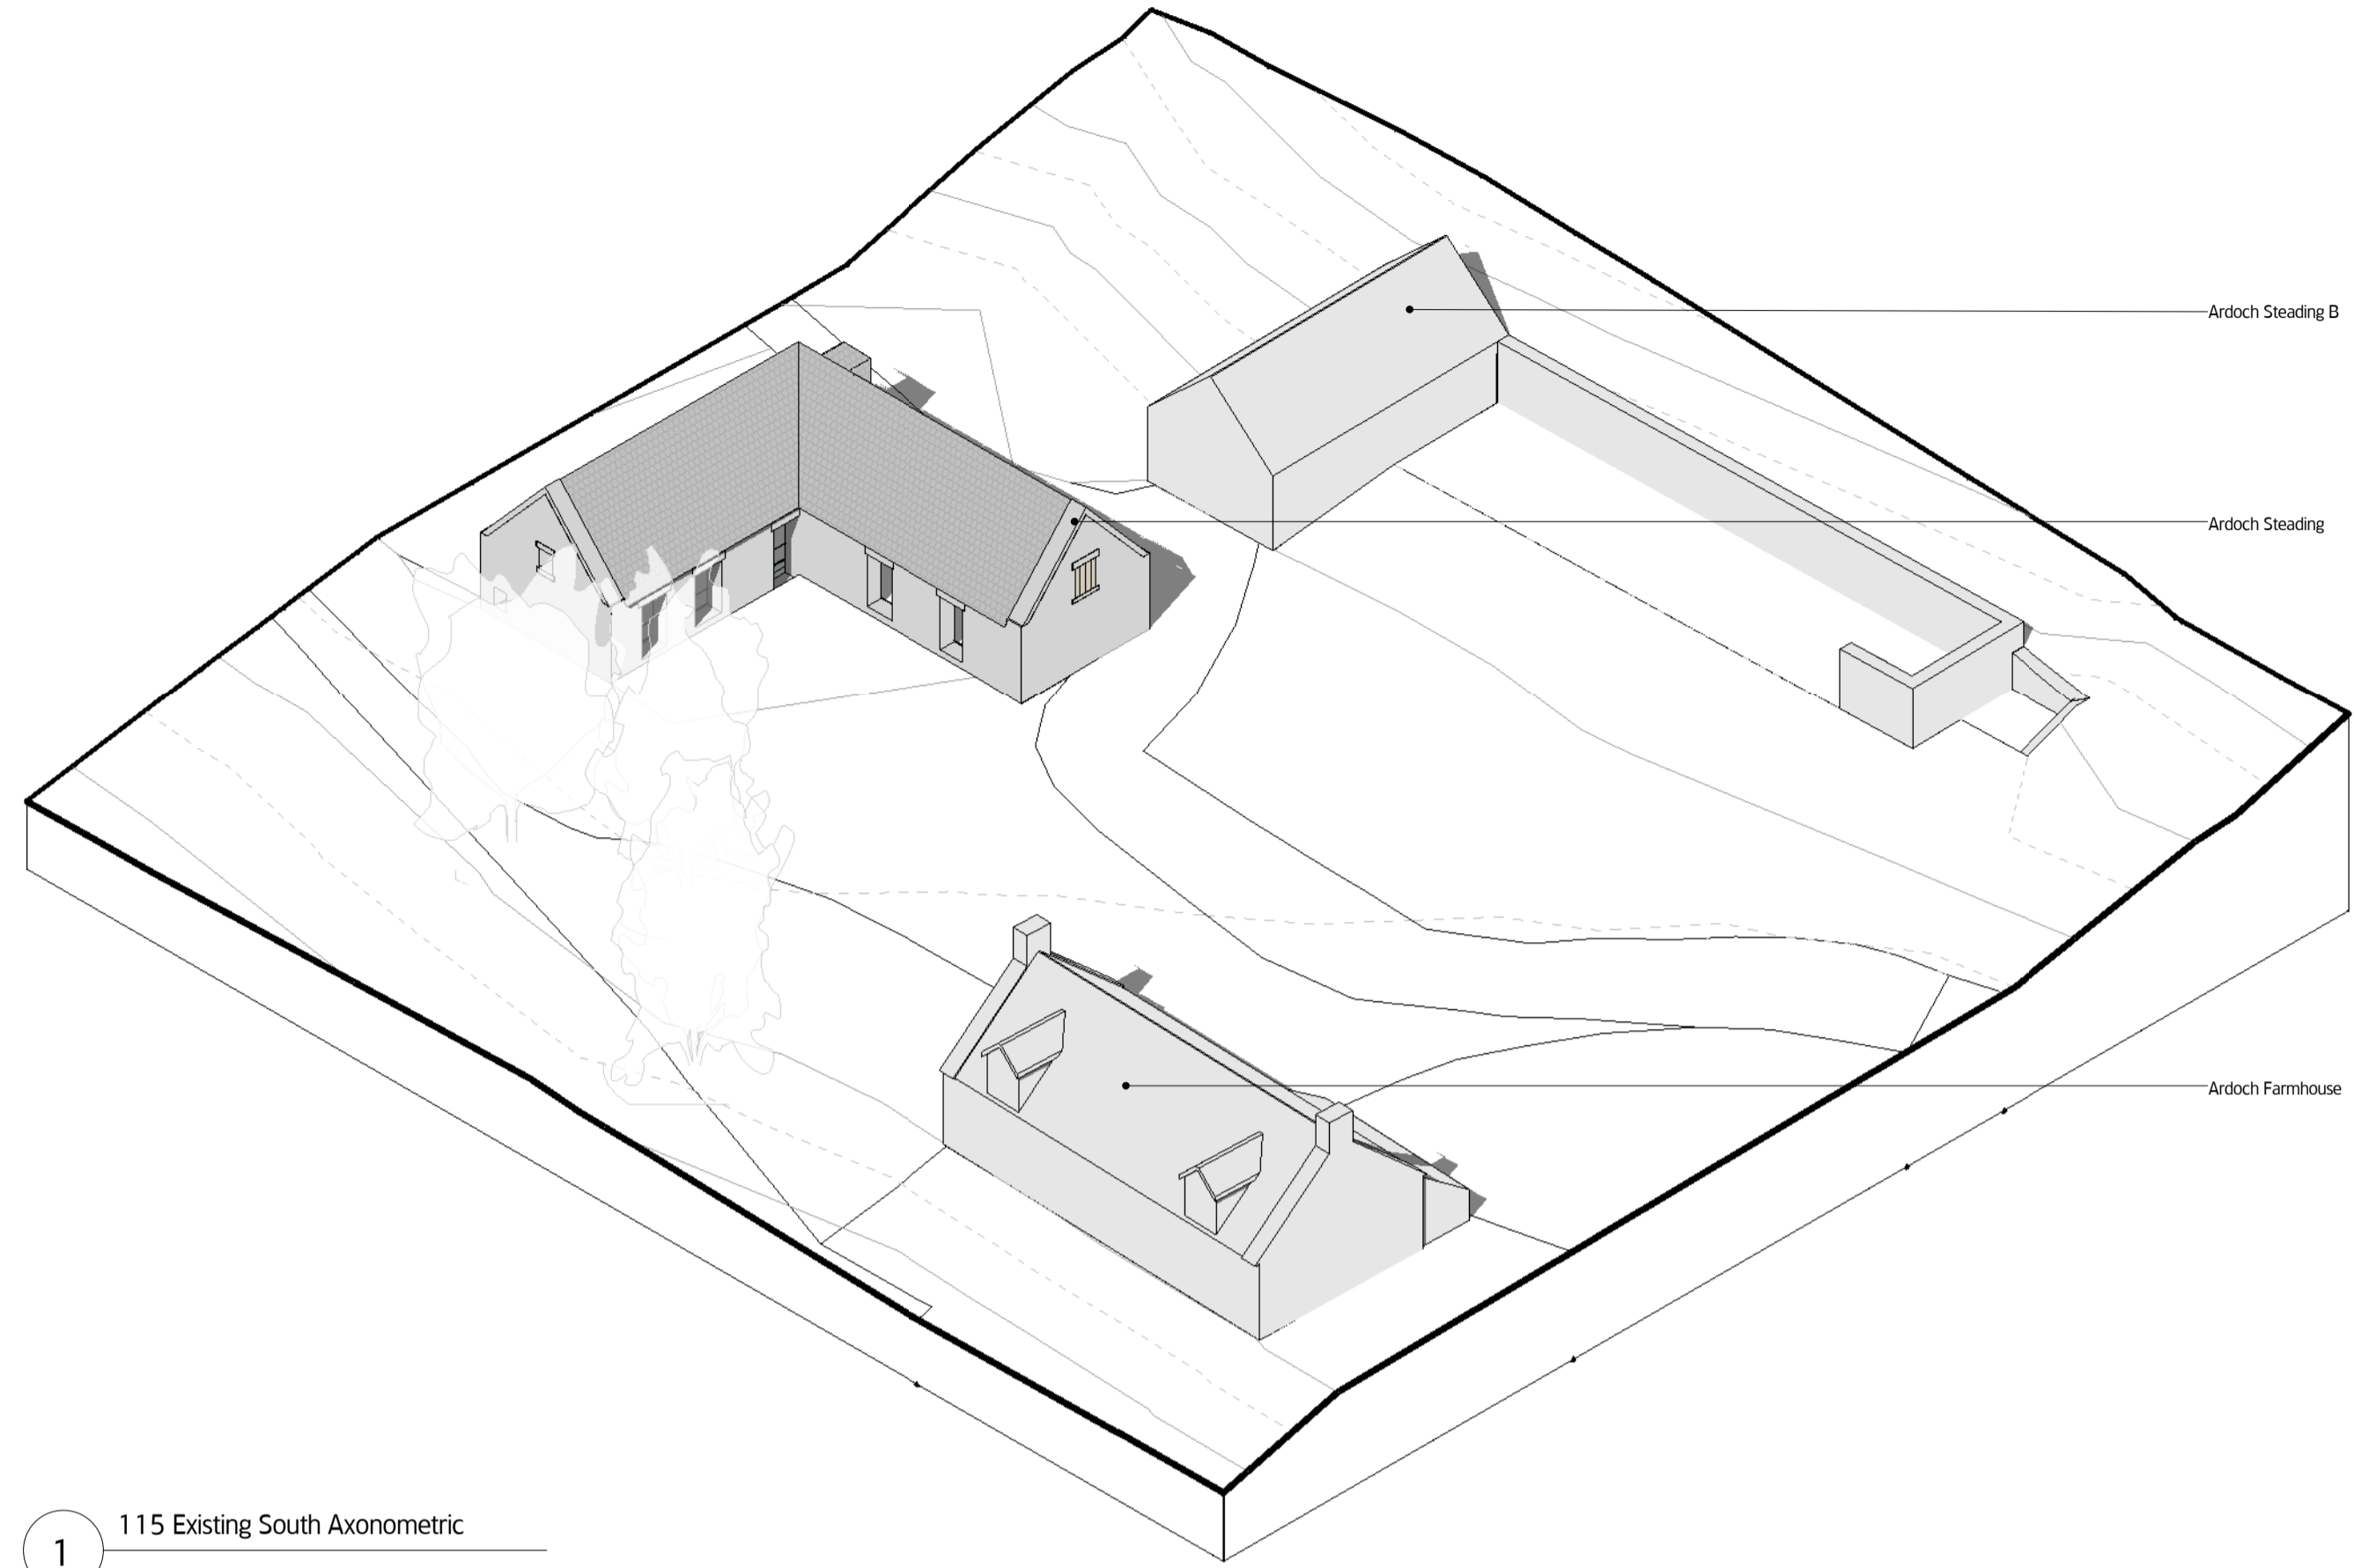 Ardoch Steading B
Ardoch Steading
Ardoch Farmhouse
115 Existing South Axonometric
1